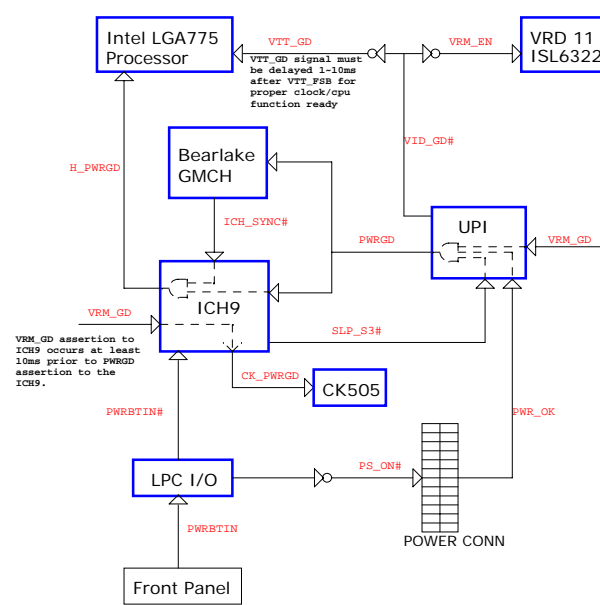 Intel LGA775
Processor
VTT_GD
VTT_GD signal must
be delayed 1~10ms
after VTT_FSB for
proper clock/cpu
function ready
VRM_EN
VRD 11
ISL6322
VID_GD#
H_PWRGD
Bearlake
GMCH
ICH_SYNC#
PWRGD
UPI
VRM_GD
ICH9
VRM_GD
VRM_GD assertion to
ICH9 occurs at least
10ms prior to PWRGD
assertion to the
ICH9.
SLP_S3#
CK_PWRGD
CK505
PWRBTIN#
PWR_OK
LPC I/O
PS_ON#
POWER CONN
PWRBTIN
Front Panel